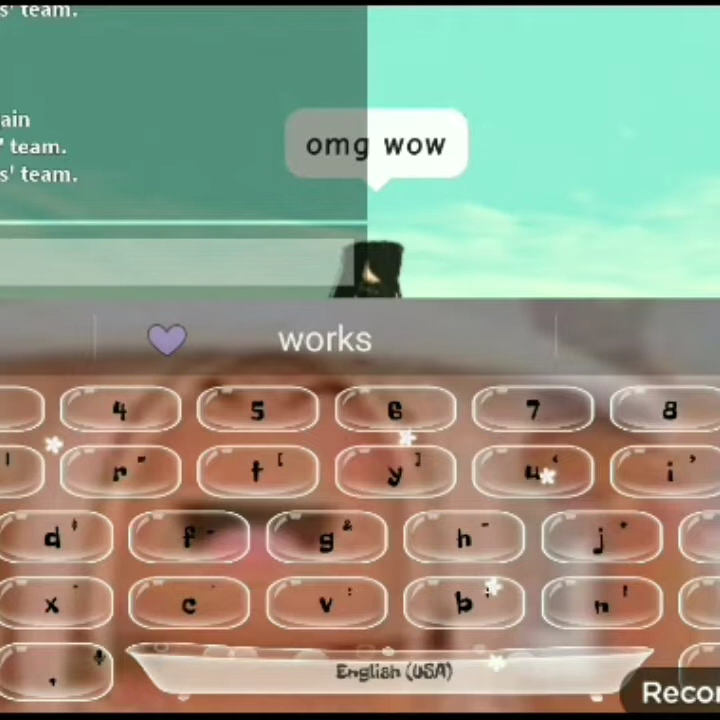 s' team.
ain
' team.
s' team.
omg wow
works
4 5 6 7 8
r t y u i
d f g h j
x c v b n
, English (USA)
Recor